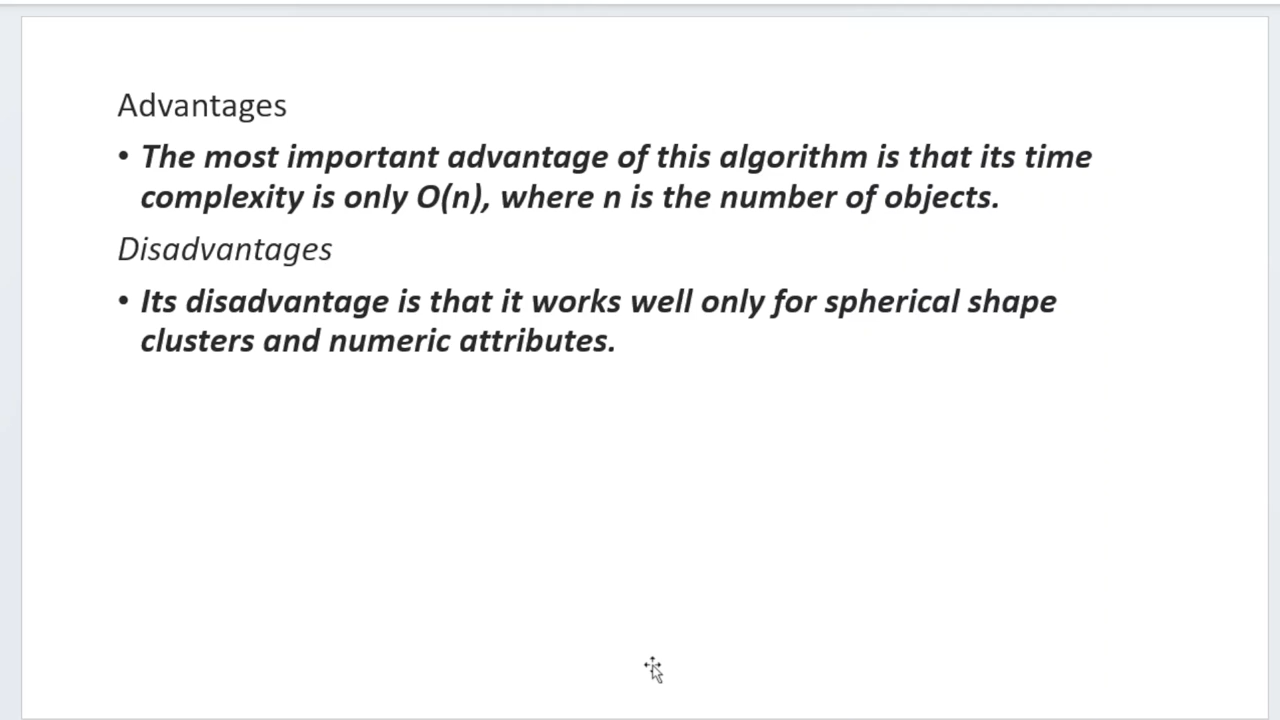 Advantages
• The most important advantage of this algorithm is that its time
complexity is only O(n), where n is the number of objects.
Disadvantages
• Its disadvantage is that it works well only for spherical shape
clusters and numeric attributes.